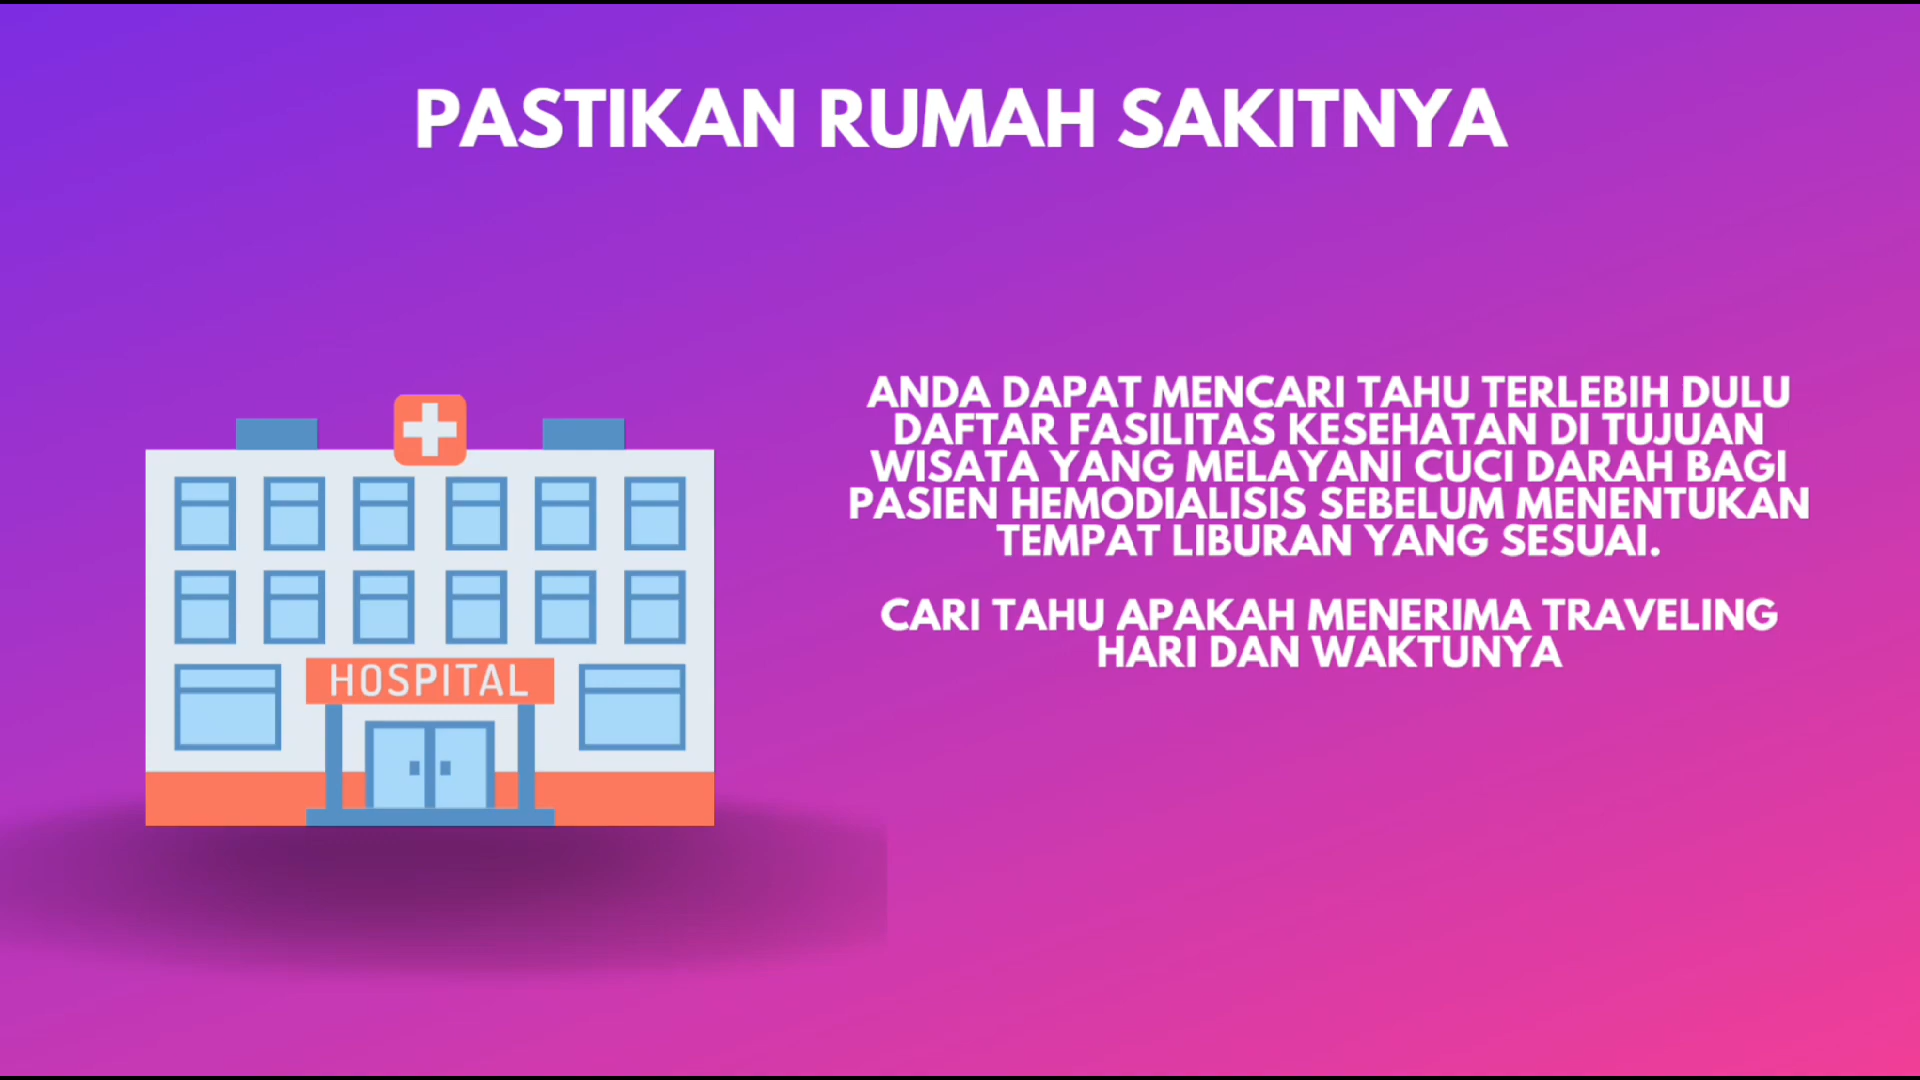 PASTIKAN RUMAH SAKITNYA
ANDA DAPAT MENCARI TAHU TERLEBIH DULU
DAFTAR FASILITAS KESEHATAN DI TUJUAN
WISATA YANG MELAYANI CUCI DARAH BAGI
PASIEN HEMODIALISIS SEBELUM MENENTUKAN
TEMPAT LIBURAN YANG SESUAI.
CARI TAHU APAKAH MENERIMA TRAVELING
HARI DAN WAKTUNYA
HOSPITAL